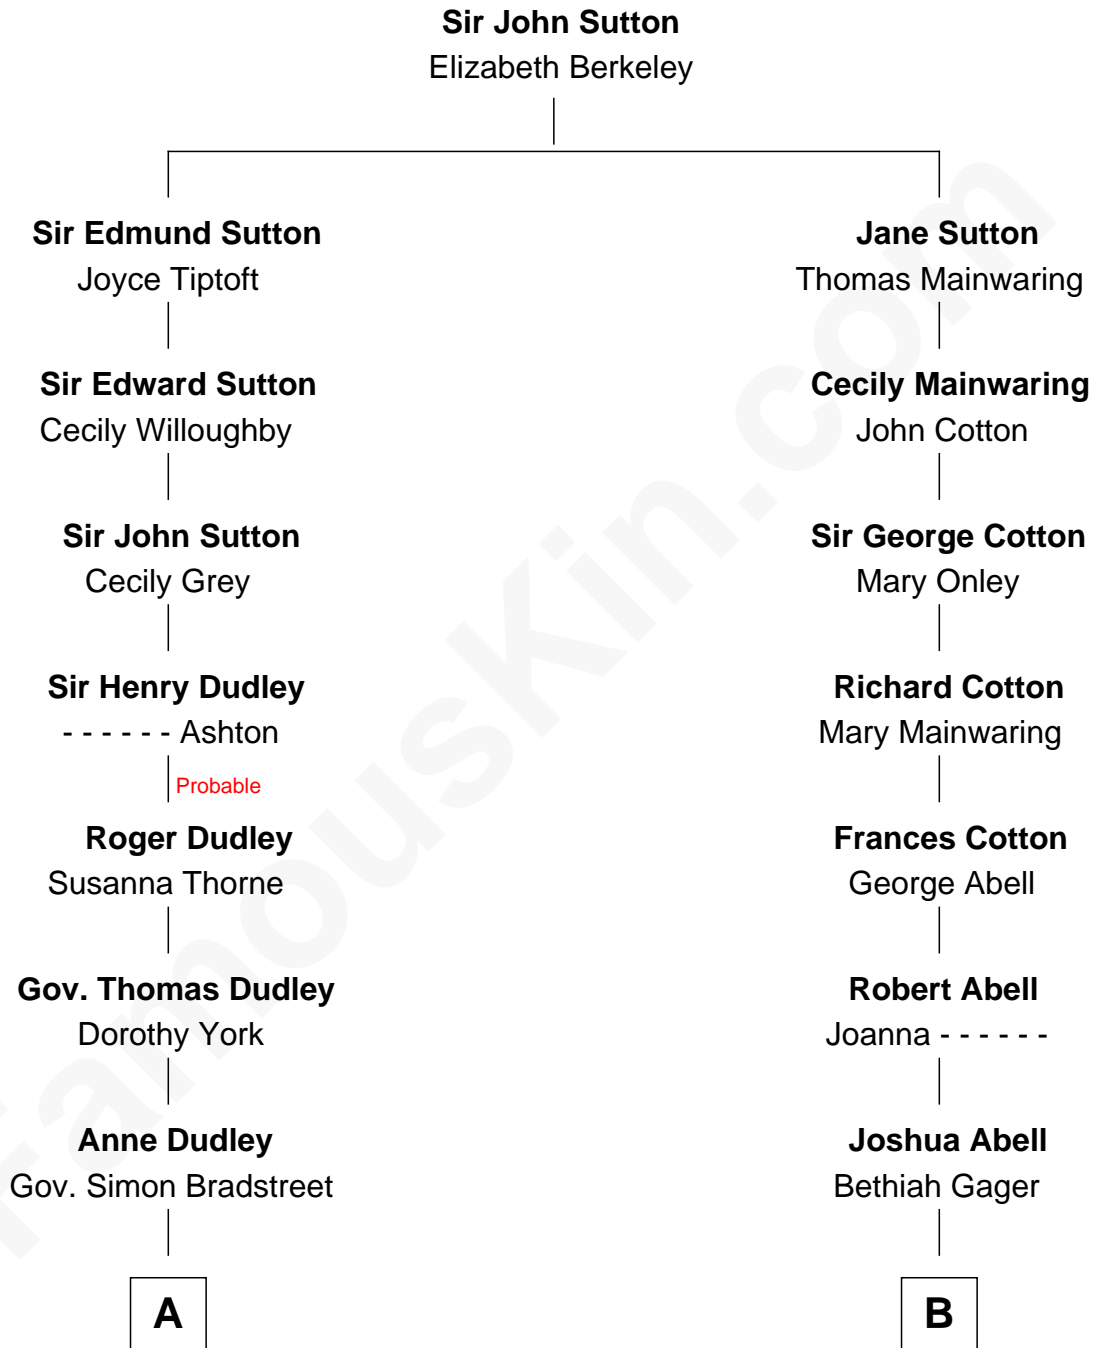 Sir John Sutton
Elizabeth Berkeley
Sir Edmund Sutton
Joyce Tiptoft
Jane Sutton
Thomas Mainwaring
Sir Edward Sutton
Cecily Willoughby
Cecily Mainwaring
John Cotton
Sir John Sutton
Cecily Grey
Sir George Cotton
Mary Onley
Sir Henry Dudley
- - - - - - Ashton
Richard Cotton
Mary Mainwaring
Probable
Roger Dudley
Susanna Thorne
Frances Cotton
George Abell
Gov. Thomas Dudley
Dorothy York
Robert Abell
Joanna - - - - - -
Anne Dudley
Gov. Simon Bradstreet
Joshua Abell
Bethiah Gager
A
B
FamousKin.com